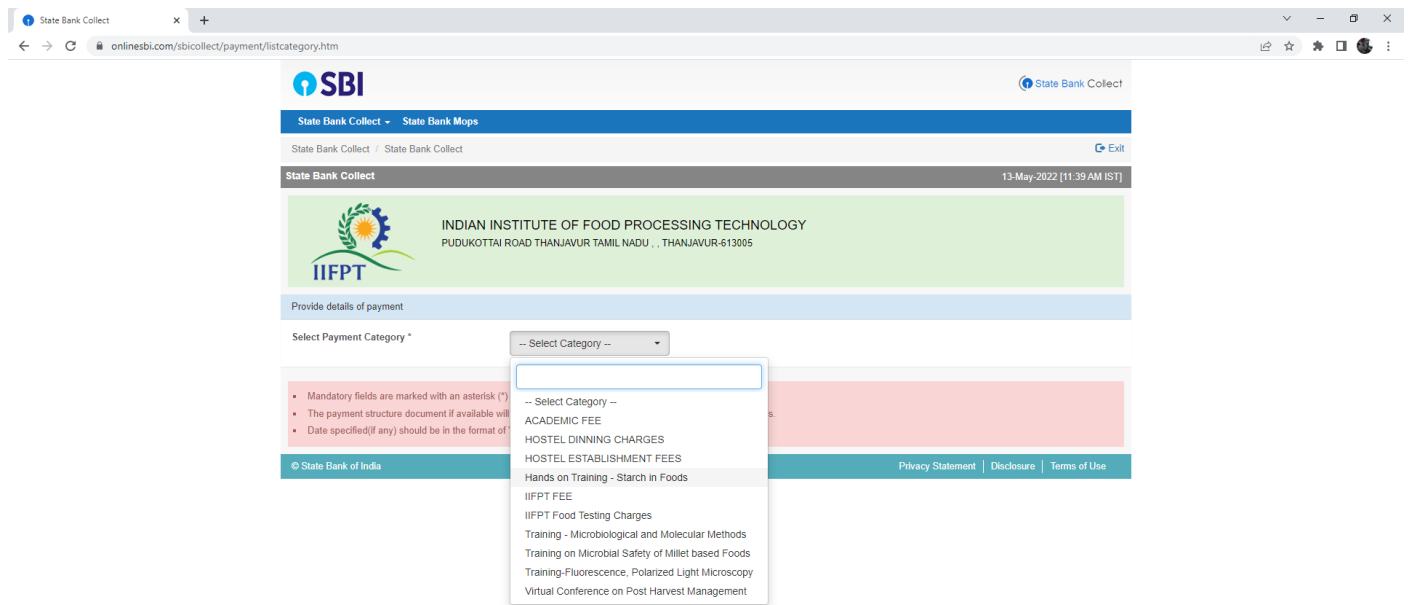 State Bank Collect
onlinesbi.com/sbicollect/payment/listcategory.htm
SBI
State Bank Collect
State Bank Collect State Bank Mops
State Bank Collect / State Bank Collect
Exit
State Bank Collect
13-May-2022 [11:39 AM IST]
IIFPT
INDIAN INSTITUTE OF FOOD PROCESSING TECHNOLOGY
PUDUKOTTAI ROAD THANJAVUR TAMIL NADU , , THANJAVUR-613005
Provide details of payment
Select Payment Category *
-- Select Category --
-- Select Category --
ACADEMIC FEE
HOSTEL DINNING CHARGES
HOSTEL ESTABLISHMENT FEES
Hands on Training - Starch in Foods
IIFPT FEE
IIFPT Food Testing Charges
Training - Microbiological and Molecular Methods
Training on Microbial Safety of Millet based Foods
Training-Fluorescence, Polarized Light Microscopy
Virtual Conference on Post Harvest Management
Mandatory fields are marked with an asterisk (*)
The payment structure document if available will
Date specified(if any) should be in the format of
© State Bank of India
Privacy Statement | Disclosure | Terms of Use